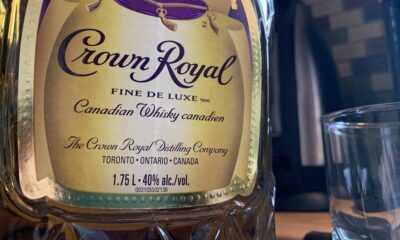 Crown Royal
FINE DE LUXE
Canadian Whisky canadien
The Crown Royal Distilling Company
TORONTO • ONTARIO • CANADA
1.75 L • 40% alc./vol.